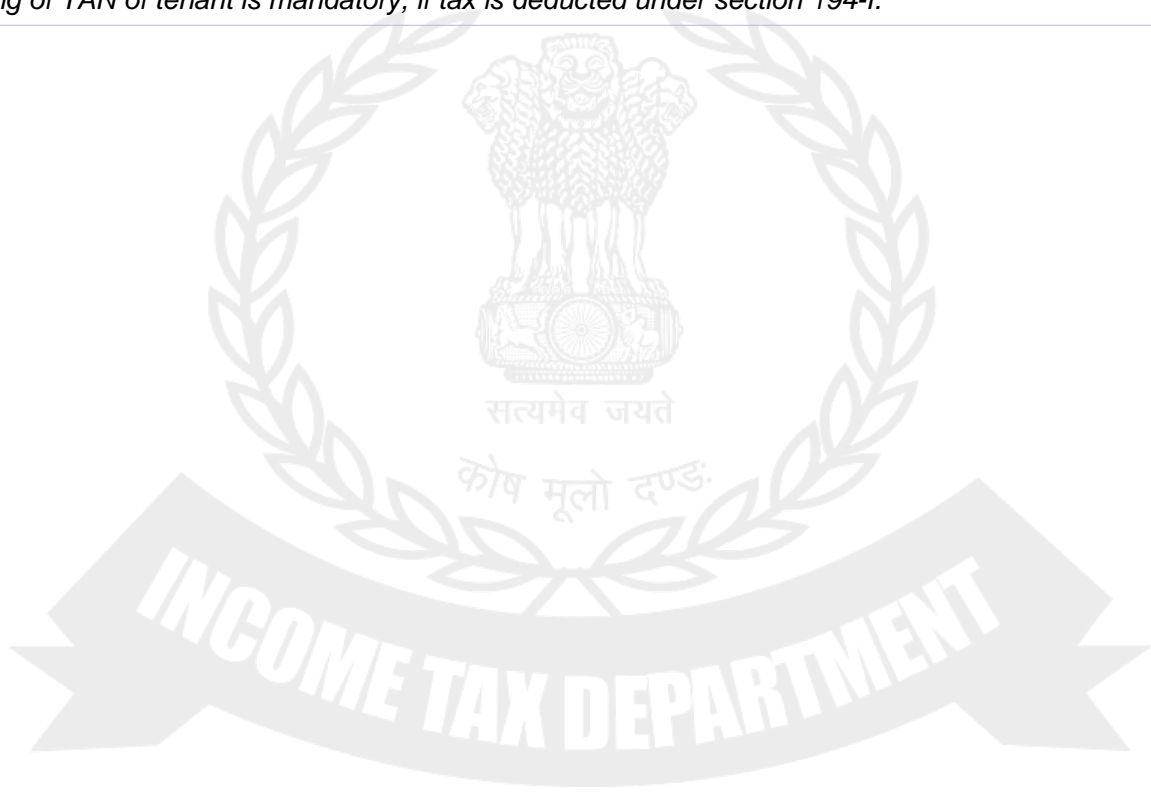 ng of TAN of tenant is mandatory, if tax is deducted under section 194-I.
सत्यमेव जयते
कोष मूलो दण्डः
INCOME TAX DEPARTMENT